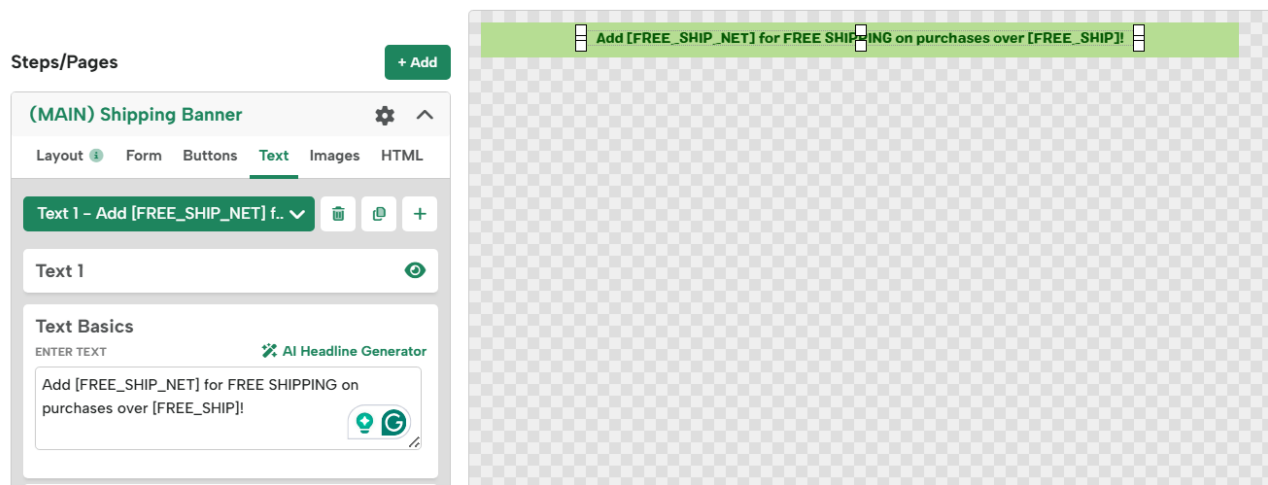 Steps/Pages
+ Add
(MAIN) Shipping Banner
Layout i Form Buttons Text Images HTML
Text 1 - Add [FREE_SHIP_NET] f..
Text 1
Text Basics
ENTER TEXT
AI Headline Generator
Add [FREE_SHIP_NET] for FREE SHIPPING on
purchases over [FREE_SHIP]!
Add [FREE_SHIP_NET] for FREE SHIPPING on purchases over [FREE_SHIP]!